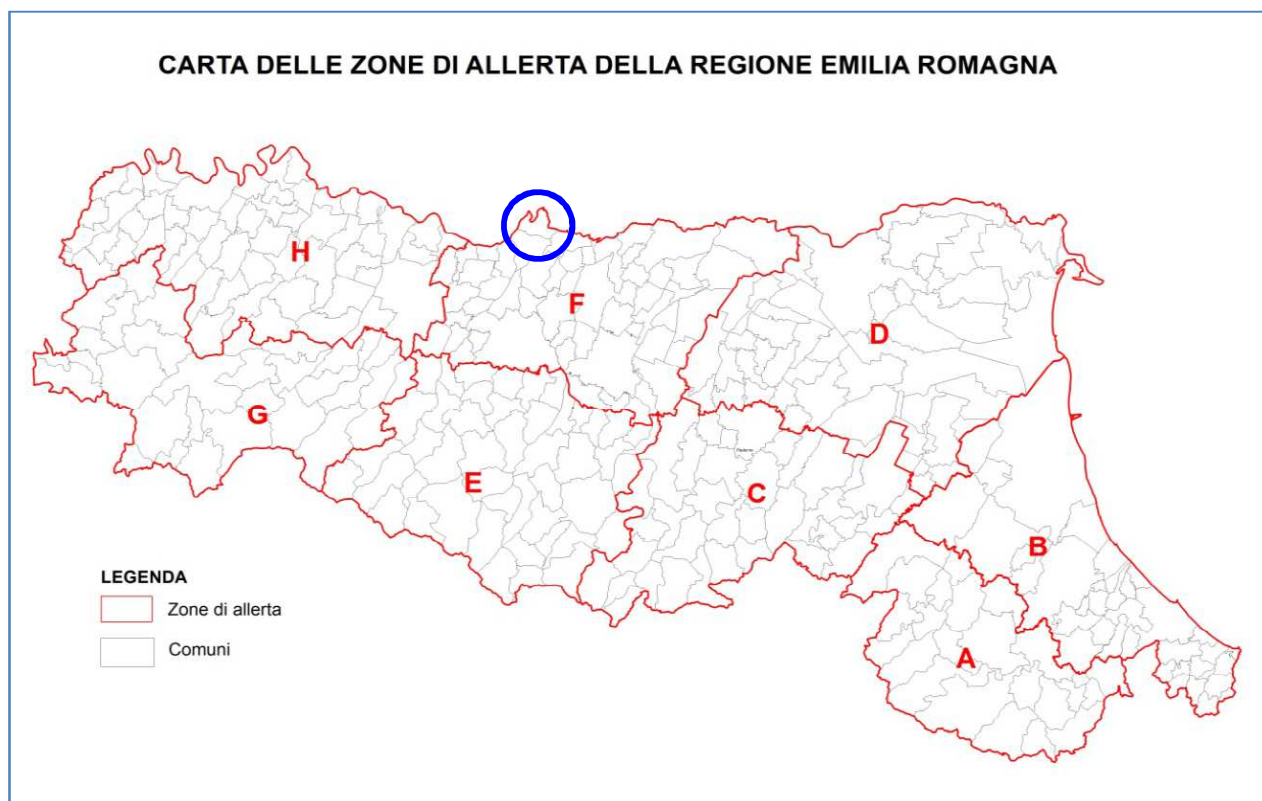 CARTA DELLE ZONE DI ALLERTA DELLA REGIONE EMILIA ROMAGNA
H
F
D
G
E
C
B
A
LEGENDA
Zone di allerta
Comuni